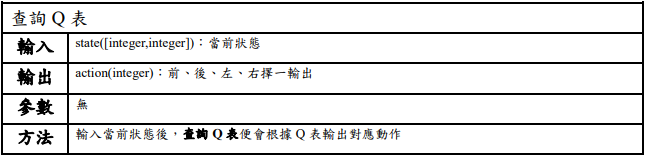 查詢 Q 表
輸入 state([integer,integer])：當前狀態
輸出 action(integer)：前、後、左、右擇一輸出
參數 無
方法 輸入當前狀態後，查詢 Q 表便會根據 Q 表輸出對應動作